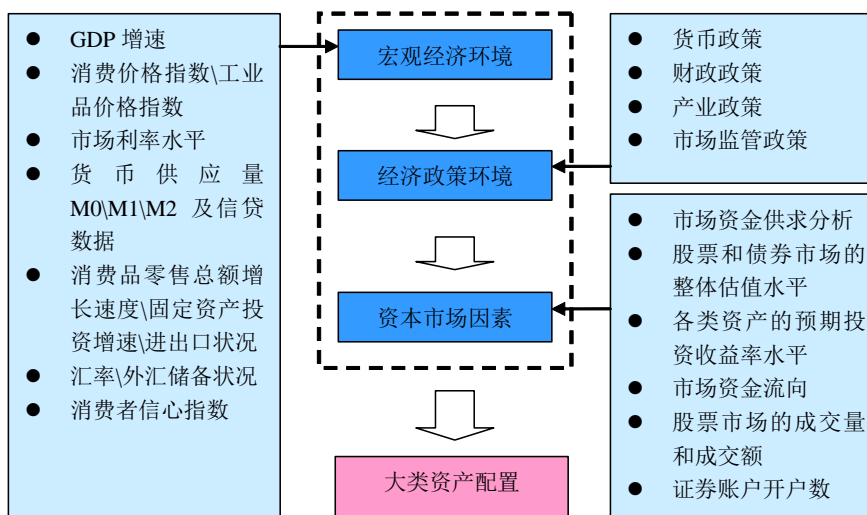 GDP 增速
消费价格指数\工业
品价格指数
市场利率水平
货币供应量
M0\M1\M2 及信贷
数据
消费品零售总额增
长速度\固定资产投
资增速\进出口状况
汇率\外汇储备状况
消费者信心指数
宏观经济环境
经济政策环境
资本市场因素
大类资产配置
货币政策
财政政策
产业政策
市场监管政策
市场资金供求分析
股票和债券市场的
整体估值水平
各类资产的预期投
资收益率水平
市场资金流向
股票市场的成交量
和成交额
证券账户开户数